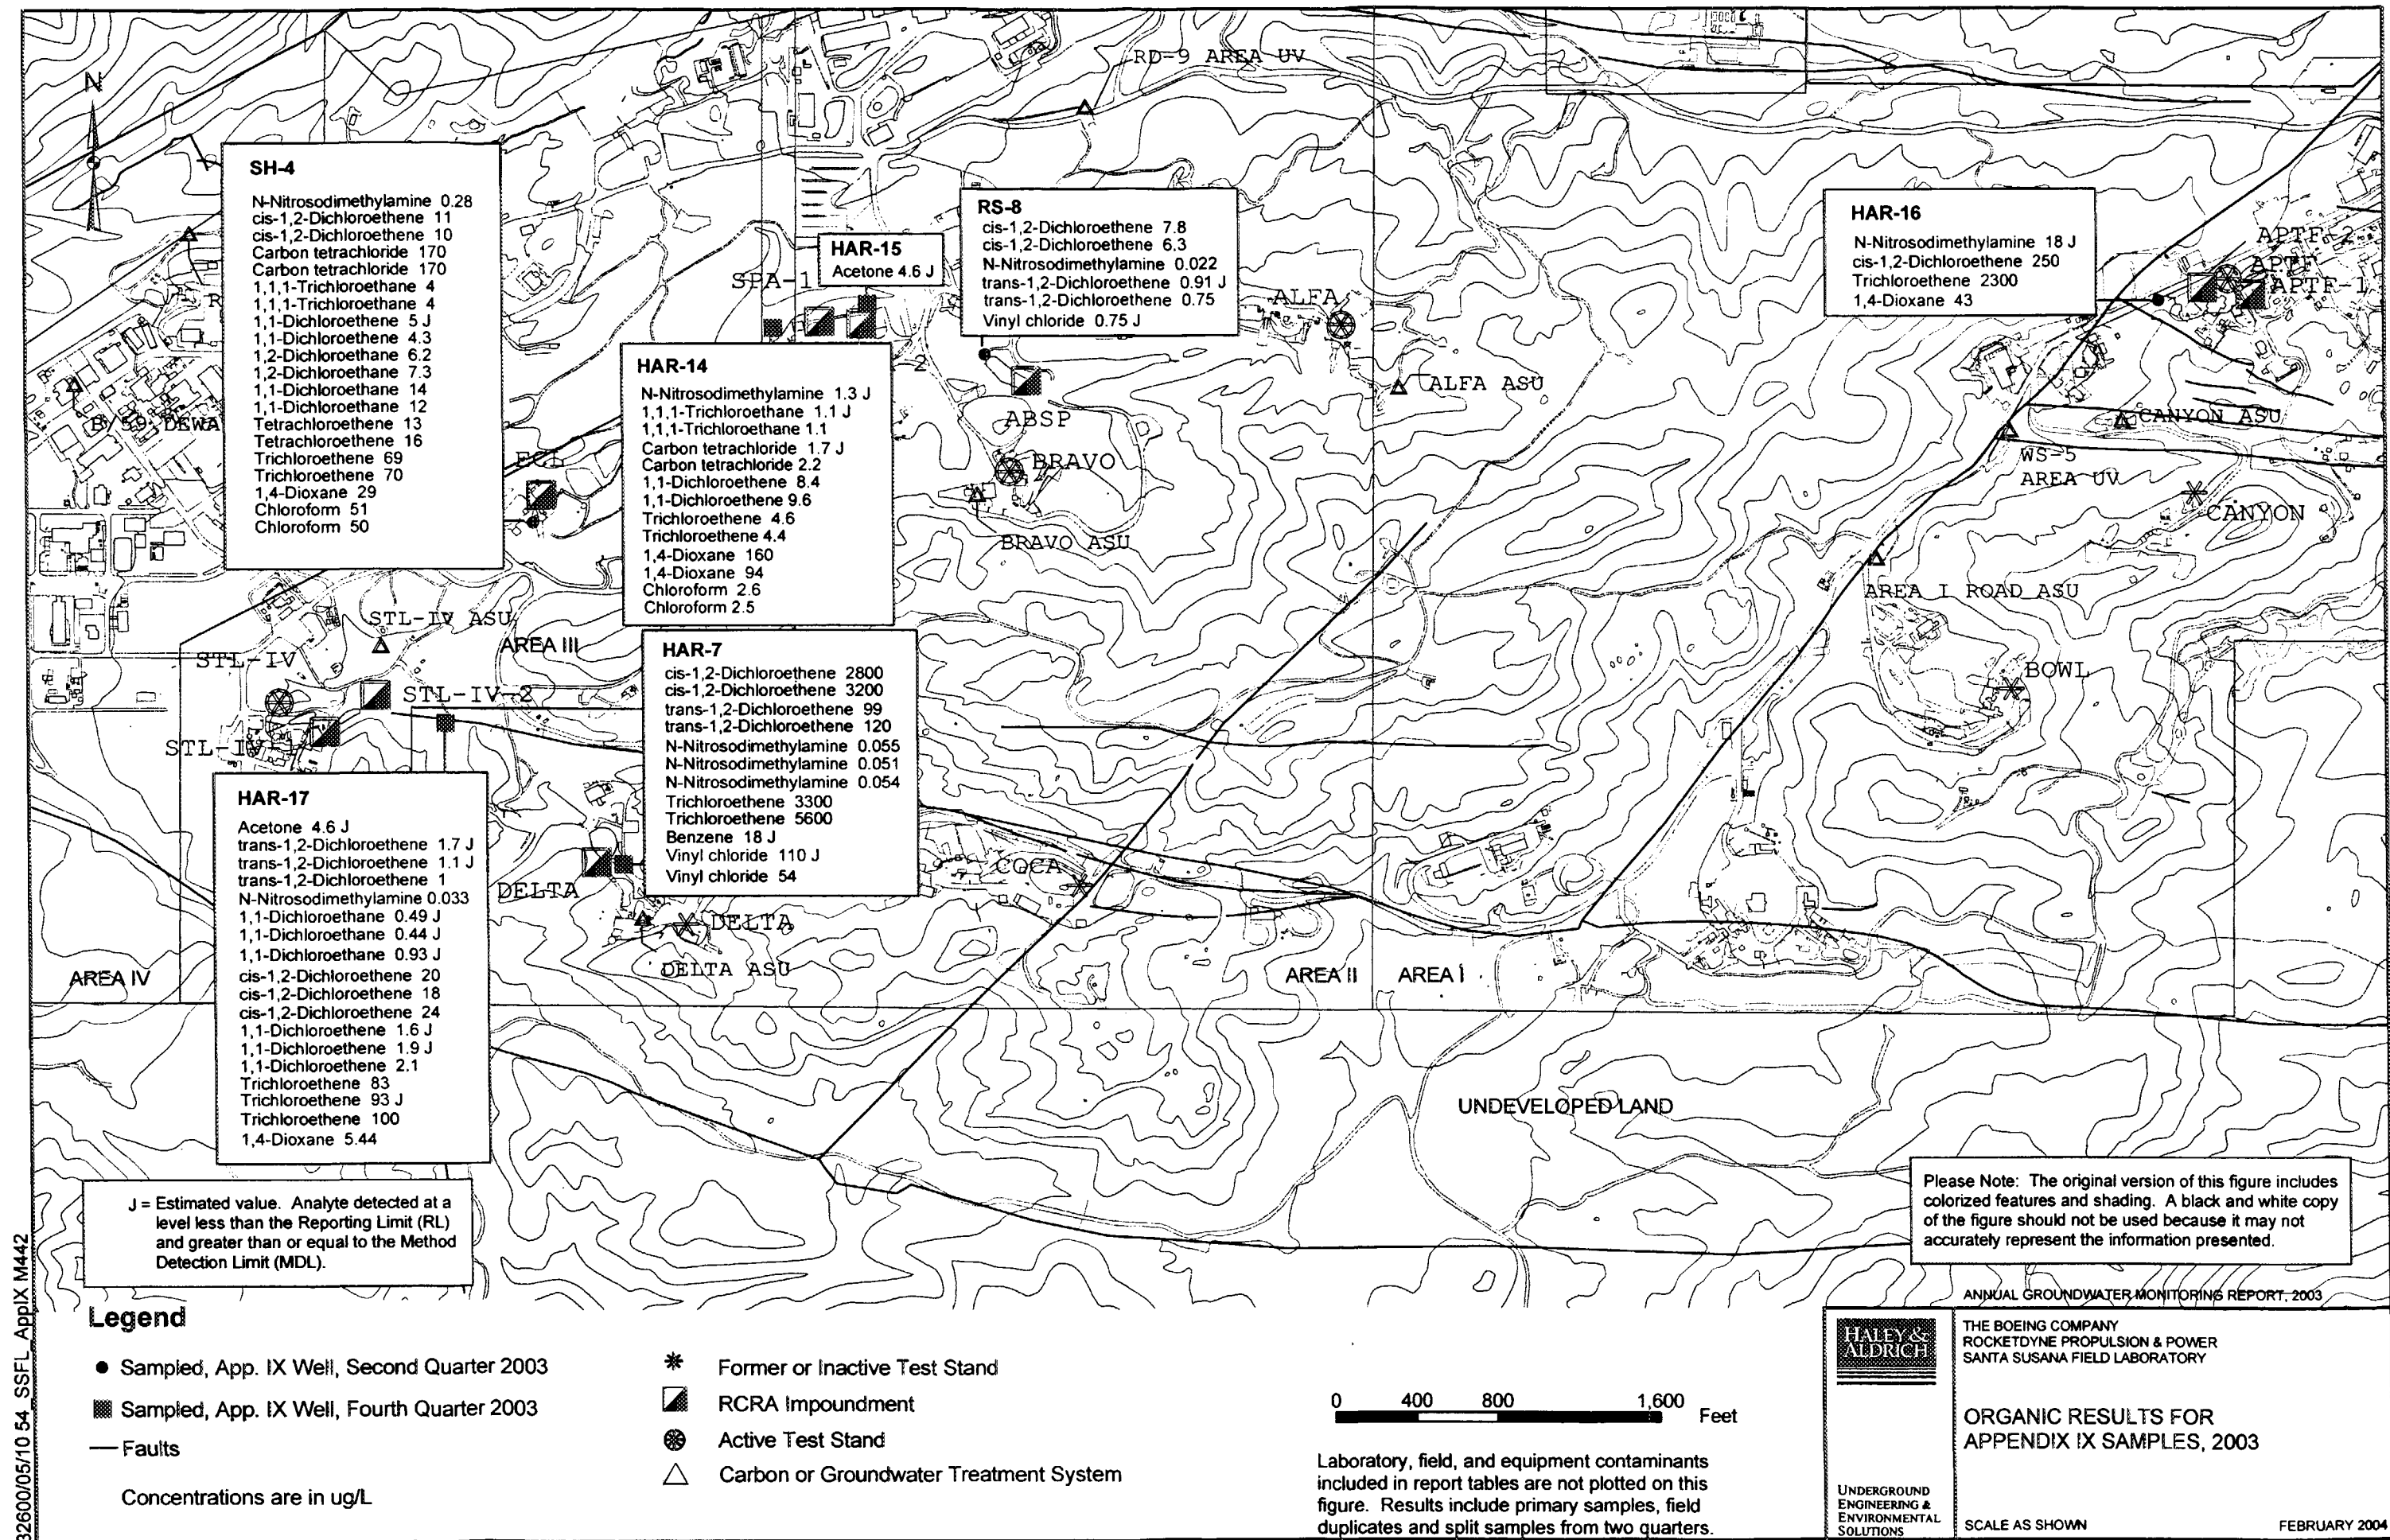 N
RD-9 AREA UV
SH-4
N-Nitrosodimethylamine 0.28
cis-1,2-Dichloroethene 11
cis-1,2-Dichloroethene 10
Carbon tetrachloride 170
Carbon tetrachloride 170
1,1,1-Trichloroethane 4
1,1,1-Trichloroethane 4
1,1-Dichloroethene 5 J
1,1-Dichloroethene 4.3
1,2-Dichloroethane 6.2
1,2-Dichloroethane 7.3
1,1-Dichloroethane 14
1,1-Dichloroethane 12
Tetrachloroethene 13
Tetrachloroethene 16
Trichloroethene 69
Trichloroethene 70
1,4-Dioxane 29
Chloroform 51
Chloroform 50
SPA-1
HAR-15
Acetone 4.6 J
RS-8
cis-1,2-Dichloroethene 7.8
cis-1,2-Dichloroethene 6.3
N-Nitrosodimethylamine 0.022
trans-1,2-Dichloroethene 0.91 J
trans-1,2-Dichloroethene 0.75
Vinyl chloride 0.75 J
ALFA
HAR-16
N-Nitrosodimethylamine 18 J
cis-1,2-Dichloroethene 250
Trichloroethene 2300
1,4-Dioxane 43
APTF-2
APTF
APTF-1
HAR-14
N-Nitrosodimethylamine 1.3 J
1,1,1-Trichloroethane 1.1 J
1,1,1-Trichloroethane 1.1
Carbon tetrachloride 1.7 J
Carbon tetrachloride 2.2
1,1-Dichloroethene 8.4
1,1-Dichloroethene 9.6
Trichloroethene 4.6
Trichloroethene 4.4
1,4-Dioxane 160
1,4-Dioxane 94
Chloroform 2.6
Chloroform 2.5
2
ABSP
ALFA ASU
BRAVO
BRAVO ASU
CANYON ASU
WS-5
AREA UV
CANYON
AREA I ROAD ASU
BOWL
B/59 DEWA
ECL
STL-IV ASU
AREA III
STL-IV
STL-IV-2
STL-IV
HAR-7
cis-1,2-Dichloroethene 2800
cis-1,2-Dichloroethene 3200
trans-1,2-Dichloroethene 99
trans-1,2-Dichloroethene 120
N-Nitrosodimethylamine 0.055
N-Nitrosodimethylamine 0.051
N-Nitrosodimethylamine 0.054
Trichloroethene 3300
Trichloroethene 5600
Benzene 18 J
Vinyl chloride 110 J
Vinyl chloride 54
HAR-17
Acetone 4.6 J
trans-1,2-Dichloroethene 1.7 J
trans-1,2-Dichloroethene 1.1 J
trans-1,2-Dichloroethene 1
N-Nitrosodimethylamine 0.033
1,1-Dichloroethane 0.49 J
1,1-Dichloroethane 0.44 J
1,1-Dichloroethane 0.93 J
cis-1,2-Dichloroethene 20
cis-1,2-Dichloroethene 18
cis-1,2-Dichloroethene 24
1,1-Dichloroethene 1.6 J
1,1-Dichloroethene 1.9 J
1,1-Dichloroethene 2.1
Trichloroethene 83
Trichloroethene 93 J
Trichloroethene 100
1,4-Dioxane 5.44
DELTA
DELTA
DELTA ASU
COCA
AREA IV
AREA II
AREA I
UNDEVELOPED LAND
J = Estimated value. Analyte detected at a
level less than the Reporting Limit (RL)
and greater than or equal to the Method
Detection Limit (MDL).
Please Note: The original version of this figure includes
colorized features and shading. A black and white copy
of the figure should not be used because it may not
accurately represent the information presented.
Legend
Sampled, App. IX Well, Second Quarter 2003
Sampled, App. IX Well, Fourth Quarter 2003
Faults
Concentrations are in ug/L
Former or Inactive Test Stand
RCRA Impoundment
Active Test Stand
Carbon or Groundwater Treatment System
0 400 800 1,600
Feet
Laboratory, field, and equipment contaminants
included in report tables are not plotted on this
figure. Results include primary samples, field
duplicates and split samples from two quarters.
ANNUAL GROUNDWATER MONITORING REPORT, 2003
HALEY &
ALDRICH
UNDERGROUND
ENGINEERING &
ENVIRONMENTAL
SOLUTIONS
THE BOEING COMPANY
ROCKETDYNE PROPULSION & POWER
SANTA SUSANA FIELD LABORATORY
ORGANIC RESULTS FOR
APPENDIX IX SAMPLES, 2003
SCALE AS SHOWN
FEBRUARY 2004
32600/05/10 54_SSFL_AppIX M442